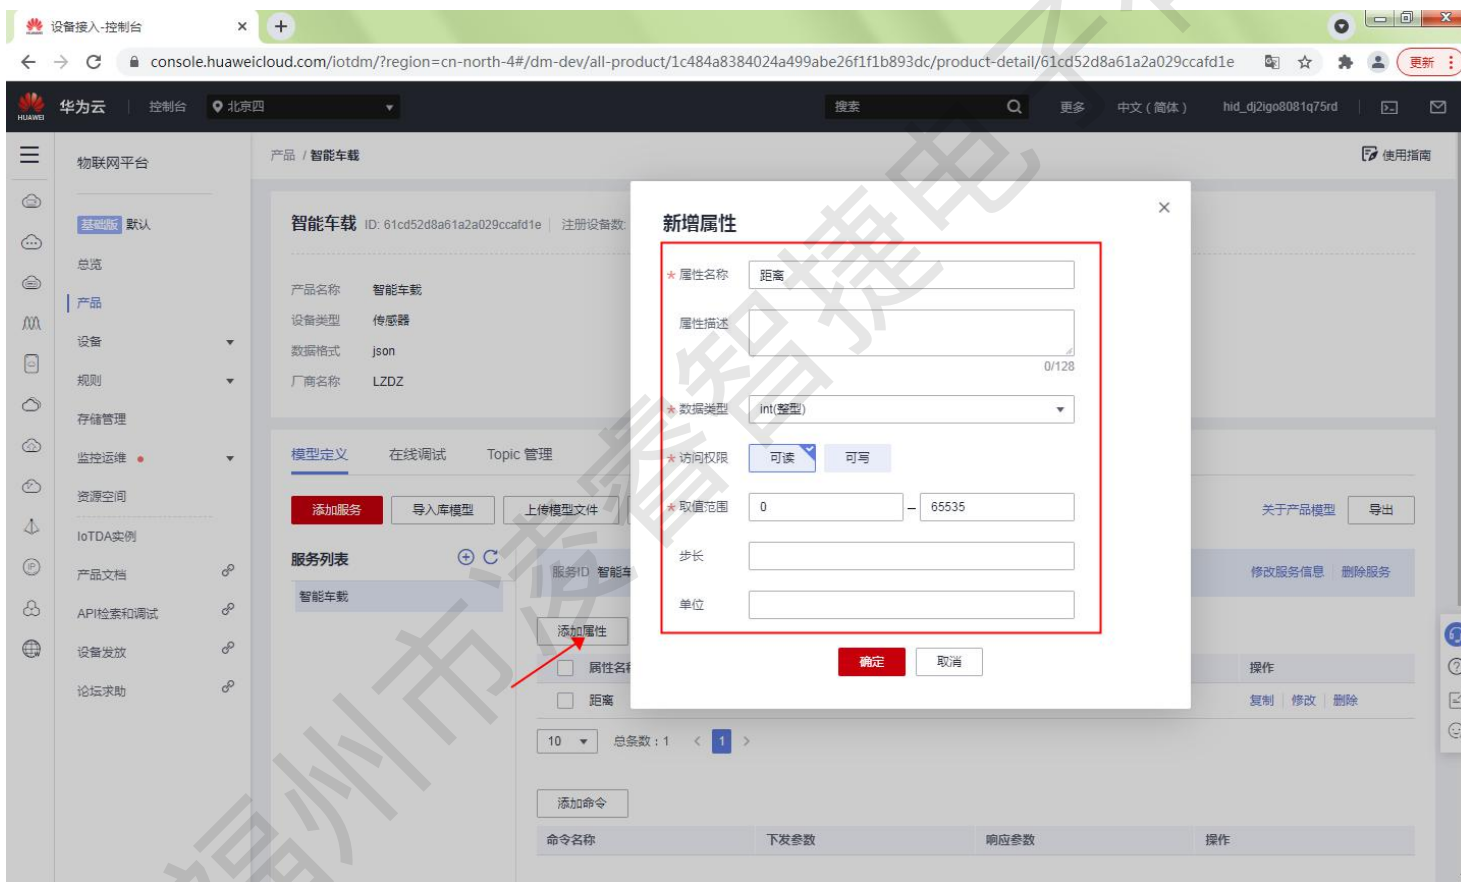 设备接入-控制台
console.huaweicloud.com/iotdm/?region=cn-north-4#/dm-dev/all-product/1c484a8384024a499abe26f1f1b893dc/product-detail/61cd52d8a61a2a029ccafd1e
更新
HUAWEI 华为云 控制台 北京四 搜索 更多 中文（简体） hid_dj2igo8081q75rd
物联网平台
产品 / 智能车载
使用指南
基础版 默认
总览
产品
设备
规则
存储管理
监控运维
资源空间
IoTDA实例
产品文档
API检索和调试
设备发放
论坛求助
智能车载 ID: 61cd52d8a61a2a029ccafd1e 注册设备数:
产品名称 智能车载
设备类型 传感器
数据格式 json
厂商名称 LZDZ
模型定义 在线调试 Topic 管理
添加服务 导入库模型 上传模型文件
关于产品模型 导出
服务列表
智能车载
服务ID 智能车
修改服务信息 删除服务
添加属性
属性名称 操作
距离 复制 修改 删除
10 总条数：1 < 1 >
添加命令
命令名称 下发参数 响应参数 操作
新增属性
* 属性名称 距离
属性描述
0/128
* 数据类型 int(整型)
* 访问权限 可读 可写
* 取值范围 0 – 65535
步长
单位
确定 取消
福州市凌睿智捷电子有